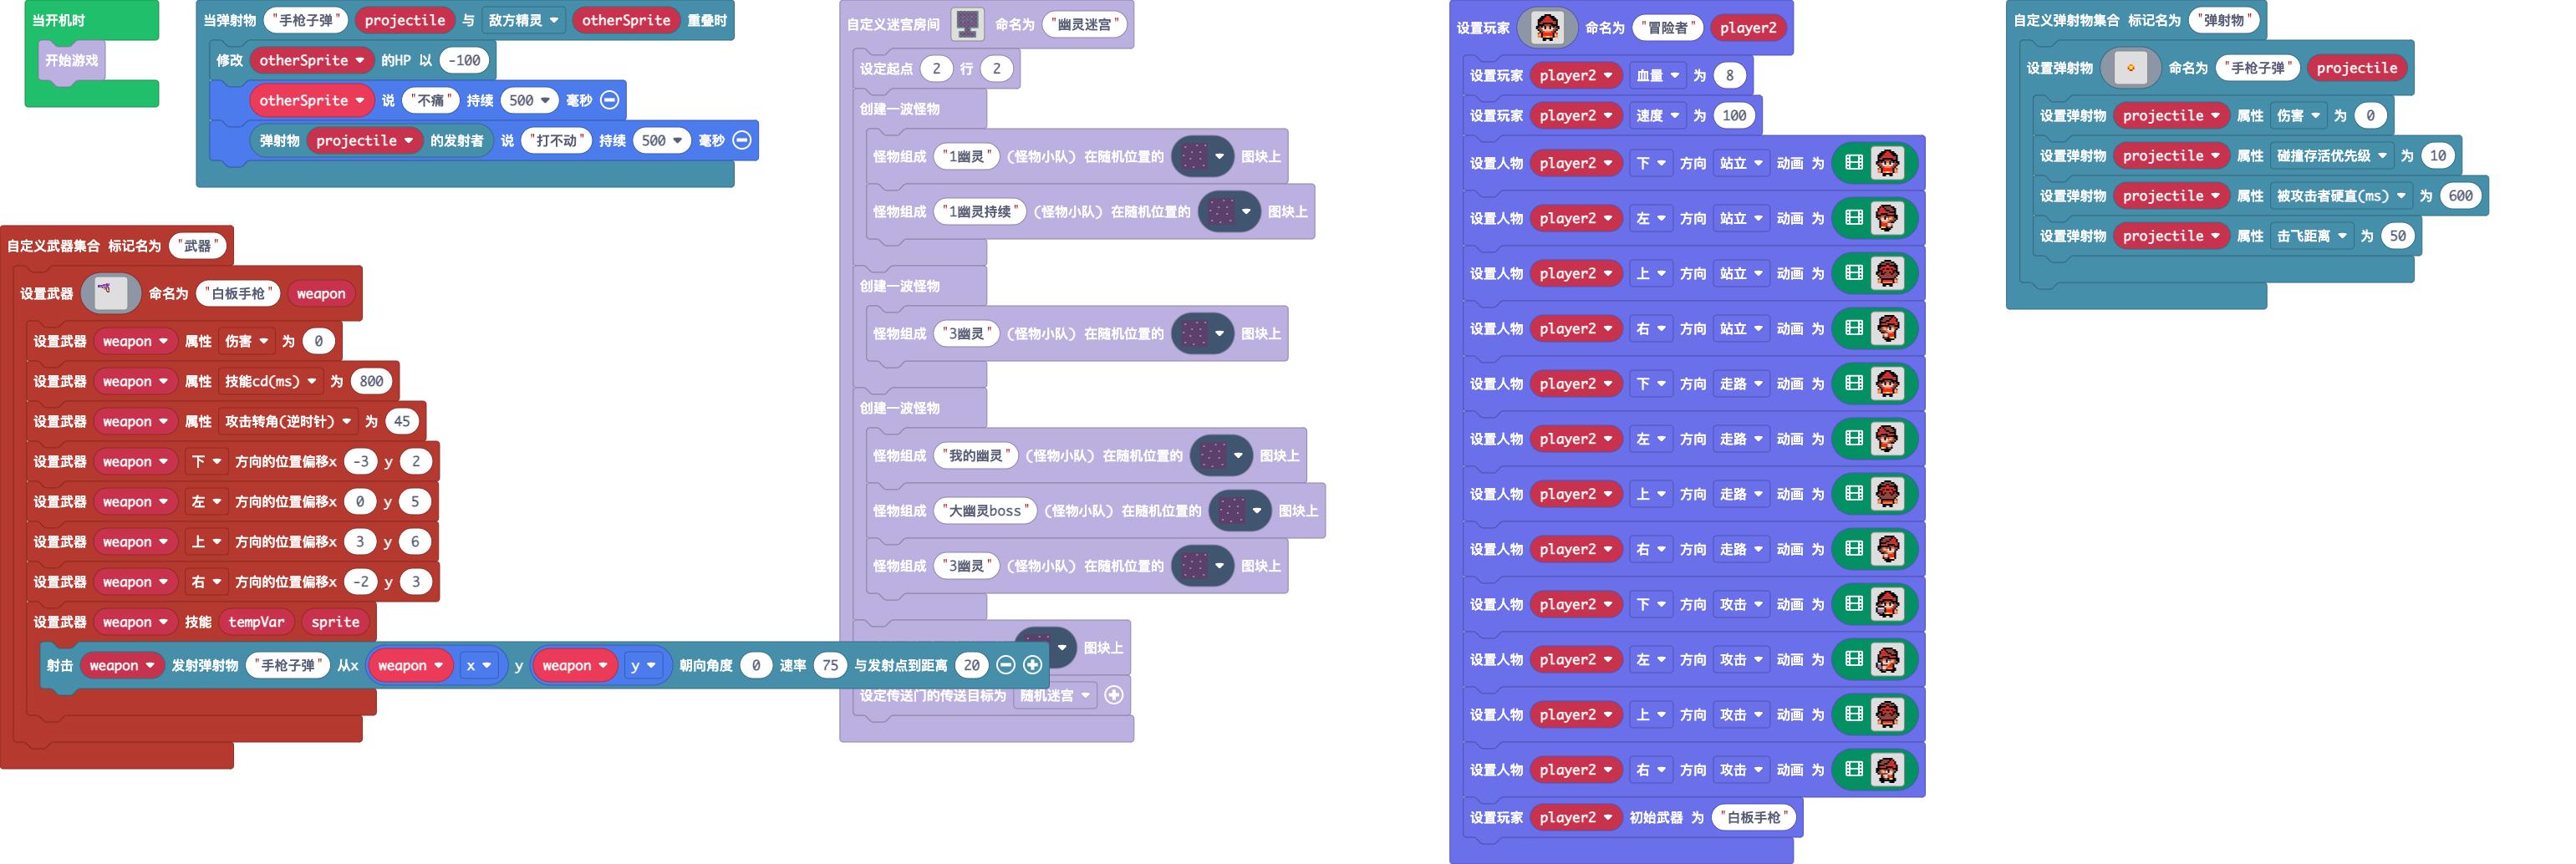 当开机时
开始游戏
当弹射物 "手枪子弹" projectile 与 敌方精灵 otherSprite 重叠时
修改 otherSprite 的HP 以 -100
otherSprite 说 "不痛" 持续 500 毫秒
弹射物 projectile 的发射者 说 "打不动" 持续 500 毫秒
自定义武器集合 标记名为 "武器"
设置武器 命名为 "白板手枪" weapon
设置武器 weapon 属性 伤害 为 0
设置武器 weapon 属性 技能cd(ms) 为 800
设置武器 weapon 属性 攻击转角(逆时针) 为 45
设置武器 weapon 下 方向的位置偏移x -3 y 2
设置武器 weapon 左 方向的位置偏移x 0 y 5
设置武器 weapon 上 方向的位置偏移x 3 y 6
设置武器 weapon 右 方向的位置偏移x -2 y 3
设置武器 weapon 技能 tempVar sprite
射击 weapon 发射弹射物 "手枪子弹" 从x weapon x y weapon y 朝向角度 0 速率 75 与发射点到距离 20
自定义迷宫房间 命名为 "幽灵迷宫"
设定起点 2 行 2
创建一波怪物
怪物组成 "1幽灵" (怪物小队) 在随机位置的 图块上
怪物组成 "1幽灵持续" (怪物小队) 在随机位置的 图块上
创建一波怪物
怪物组成 "3幽灵" (怪物小队) 在随机位置的 图块上
创建一波怪物
怪物组成 "我的幽灵" (怪物小队) 在随机位置的 图块上
怪物组成 "大幽灵boss" (怪物小队) 在随机位置的 图块上
怪物组成 "3幽灵" (怪物小队) 在随机位置的 图块上
图块上
设定传送门的传送目标为 随机迷宫
设置玩家 命名为 "冒险者" player2
设置玩家 player2 血量 为 8
设置玩家 player2 速度 为 100
设置人物 player2 下 方向 站立 动画 为
设置人物 player2 左 方向 站立 动画 为
设置人物 player2 上 方向 站立 动画 为
设置人物 player2 右 方向 站立 动画 为
设置人物 player2 下 方向 走路 动画 为
设置人物 player2 左 方向 走路 动画 为
设置人物 player2 上 方向 走路 动画 为
设置人物 player2 右 方向 走路 动画 为
设置人物 player2 下 方向 攻击 动画 为
设置人物 player2 左 方向 攻击 动画 为
设置人物 player2 上 方向 攻击 动画 为
设置人物 player2 右 方向 攻击 动画 为
设置玩家 player2 初始武器 为 "白板手枪"
自定义弹射物集合 标记名为 "弹射物"
设置弹射物 命名为 "手枪子弹" projectile
设置弹射物 projectile 属性 伤害 为 0
设置弹射物 projectile 属性 碰撞存活优先级 为 10
设置弹射物 projectile 属性 被攻击者硬直(ms) 为 600
设置弹射物 projectile 属性 击飞距离 为 50